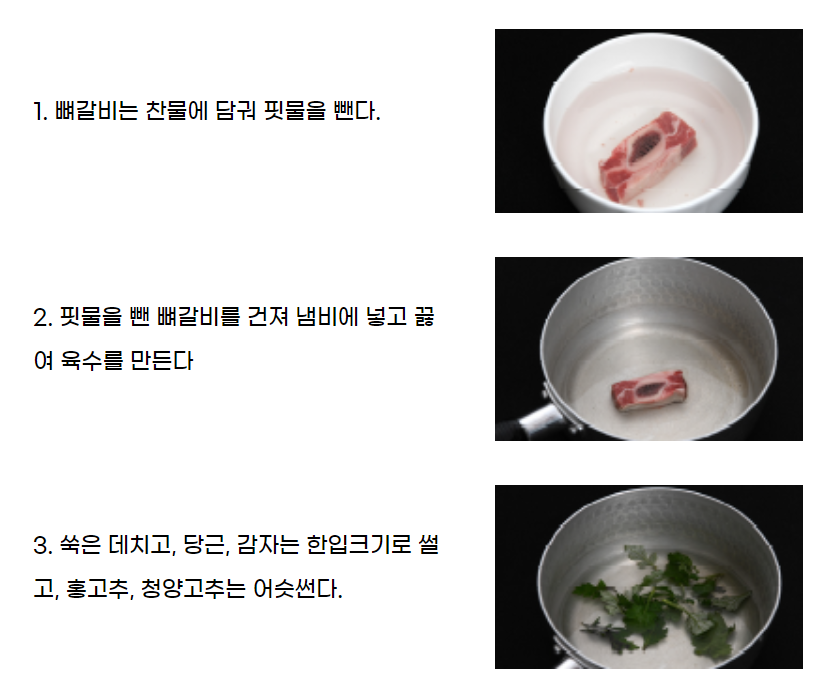 1. 뼈갈비는 찬물에 담궈 핏물을 뺀다.
2. 핏물을 뺀 뼈갈비를 건져 냄비에 넣고 끓
여 육수를 만든다
3. 쑥은 데치고, 당근, 감자는 한입크기로 썰
고, 홍고추, 청양고추는 어슷썬다.